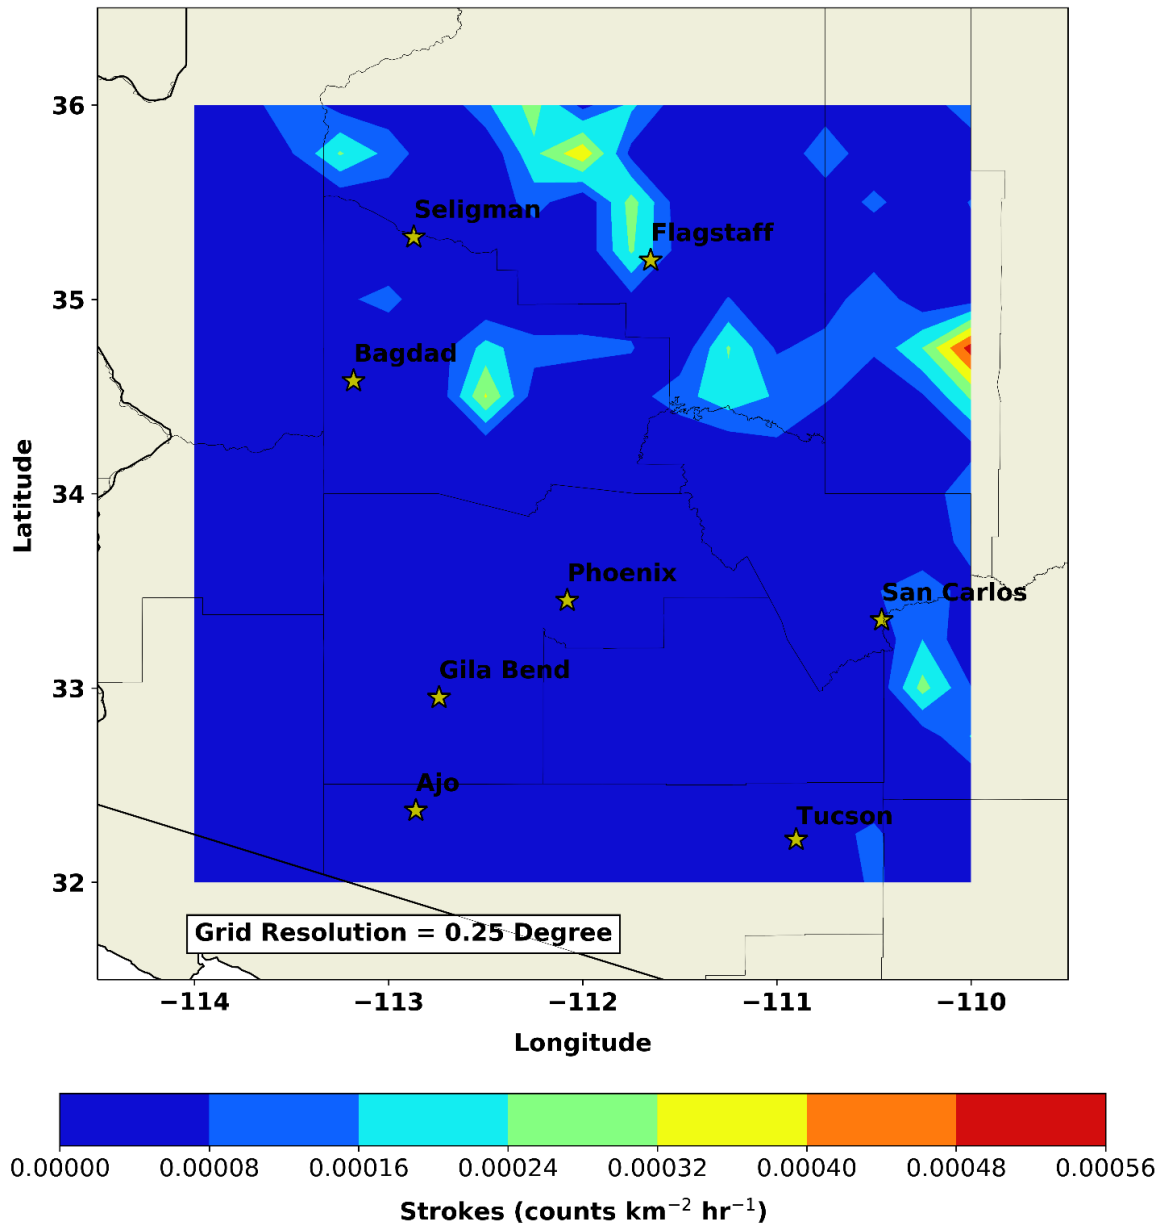 36
Seligman
Flagstaff
35
Bagdad
34
Phoenix
San Carlos
Gila Bend
33
Ajo
Tucson
32
Latitude
Grid Resolution = 0.25 Degree
−114 −113 −112 −111 −110
Longitude
0.00000 0.00008 0.00016 0.00024 0.00032 0.00040 0.00048 0.00056
Strokes (counts km⁻² hr⁻¹)